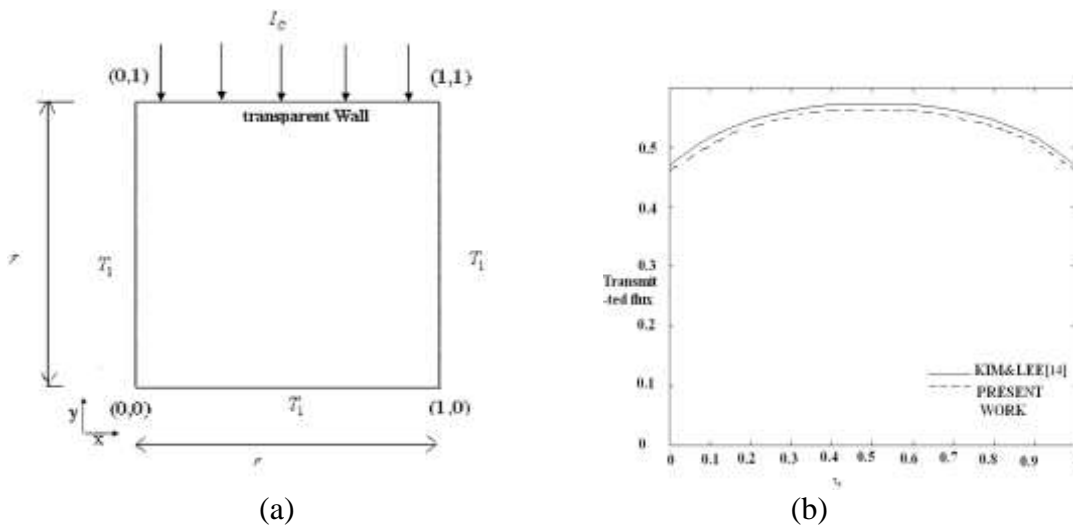 I_c
(0,1)
(1,1)
transparent Wall
T₁
T₁
T₁
y
x
(0,0)
(1,0)
(a)
0.5
0.4
0.3
Transmit
-ted flux
0.2
0.1
0
KIM&LEE[14]
PRESENT
WORK
0 0.1 0.2 0.3 0.4 0.5 0.6 0.7 0.8 0.9
(b)